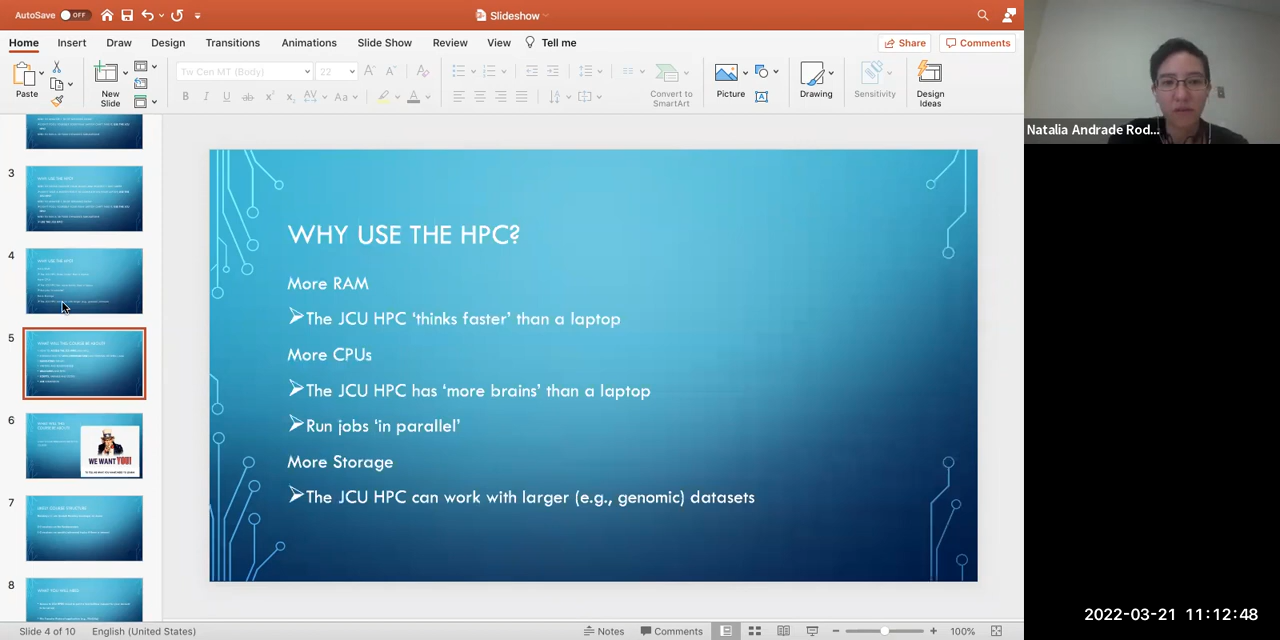 AutoSave OFF
Slideshow
Home Insert Draw Design Transitions Animations Slide Show Review View Tell me
Share Comments
Paste
New Slide
Tw Cen MT (Body) 22
Convert to SmartArt
Picture
Drawing
Sensitivity
Design Ideas
Natalia Andrade Rod...
3
4
5
6
WE WANT YOU!
7
8
WHY USE THE HPC?
More RAM
The JCU HPC ‘thinks faster’ than a laptop
More CPUs
The JCU HPC has ‘more brains’ than a laptop
Run jobs ‘in parallel’
More Storage
The JCU HPC can work with larger (e.g., genomic) datasets
Slide 4 of 10 English (United States)
Notes Comments 100%
2022-03-21 11:12:48